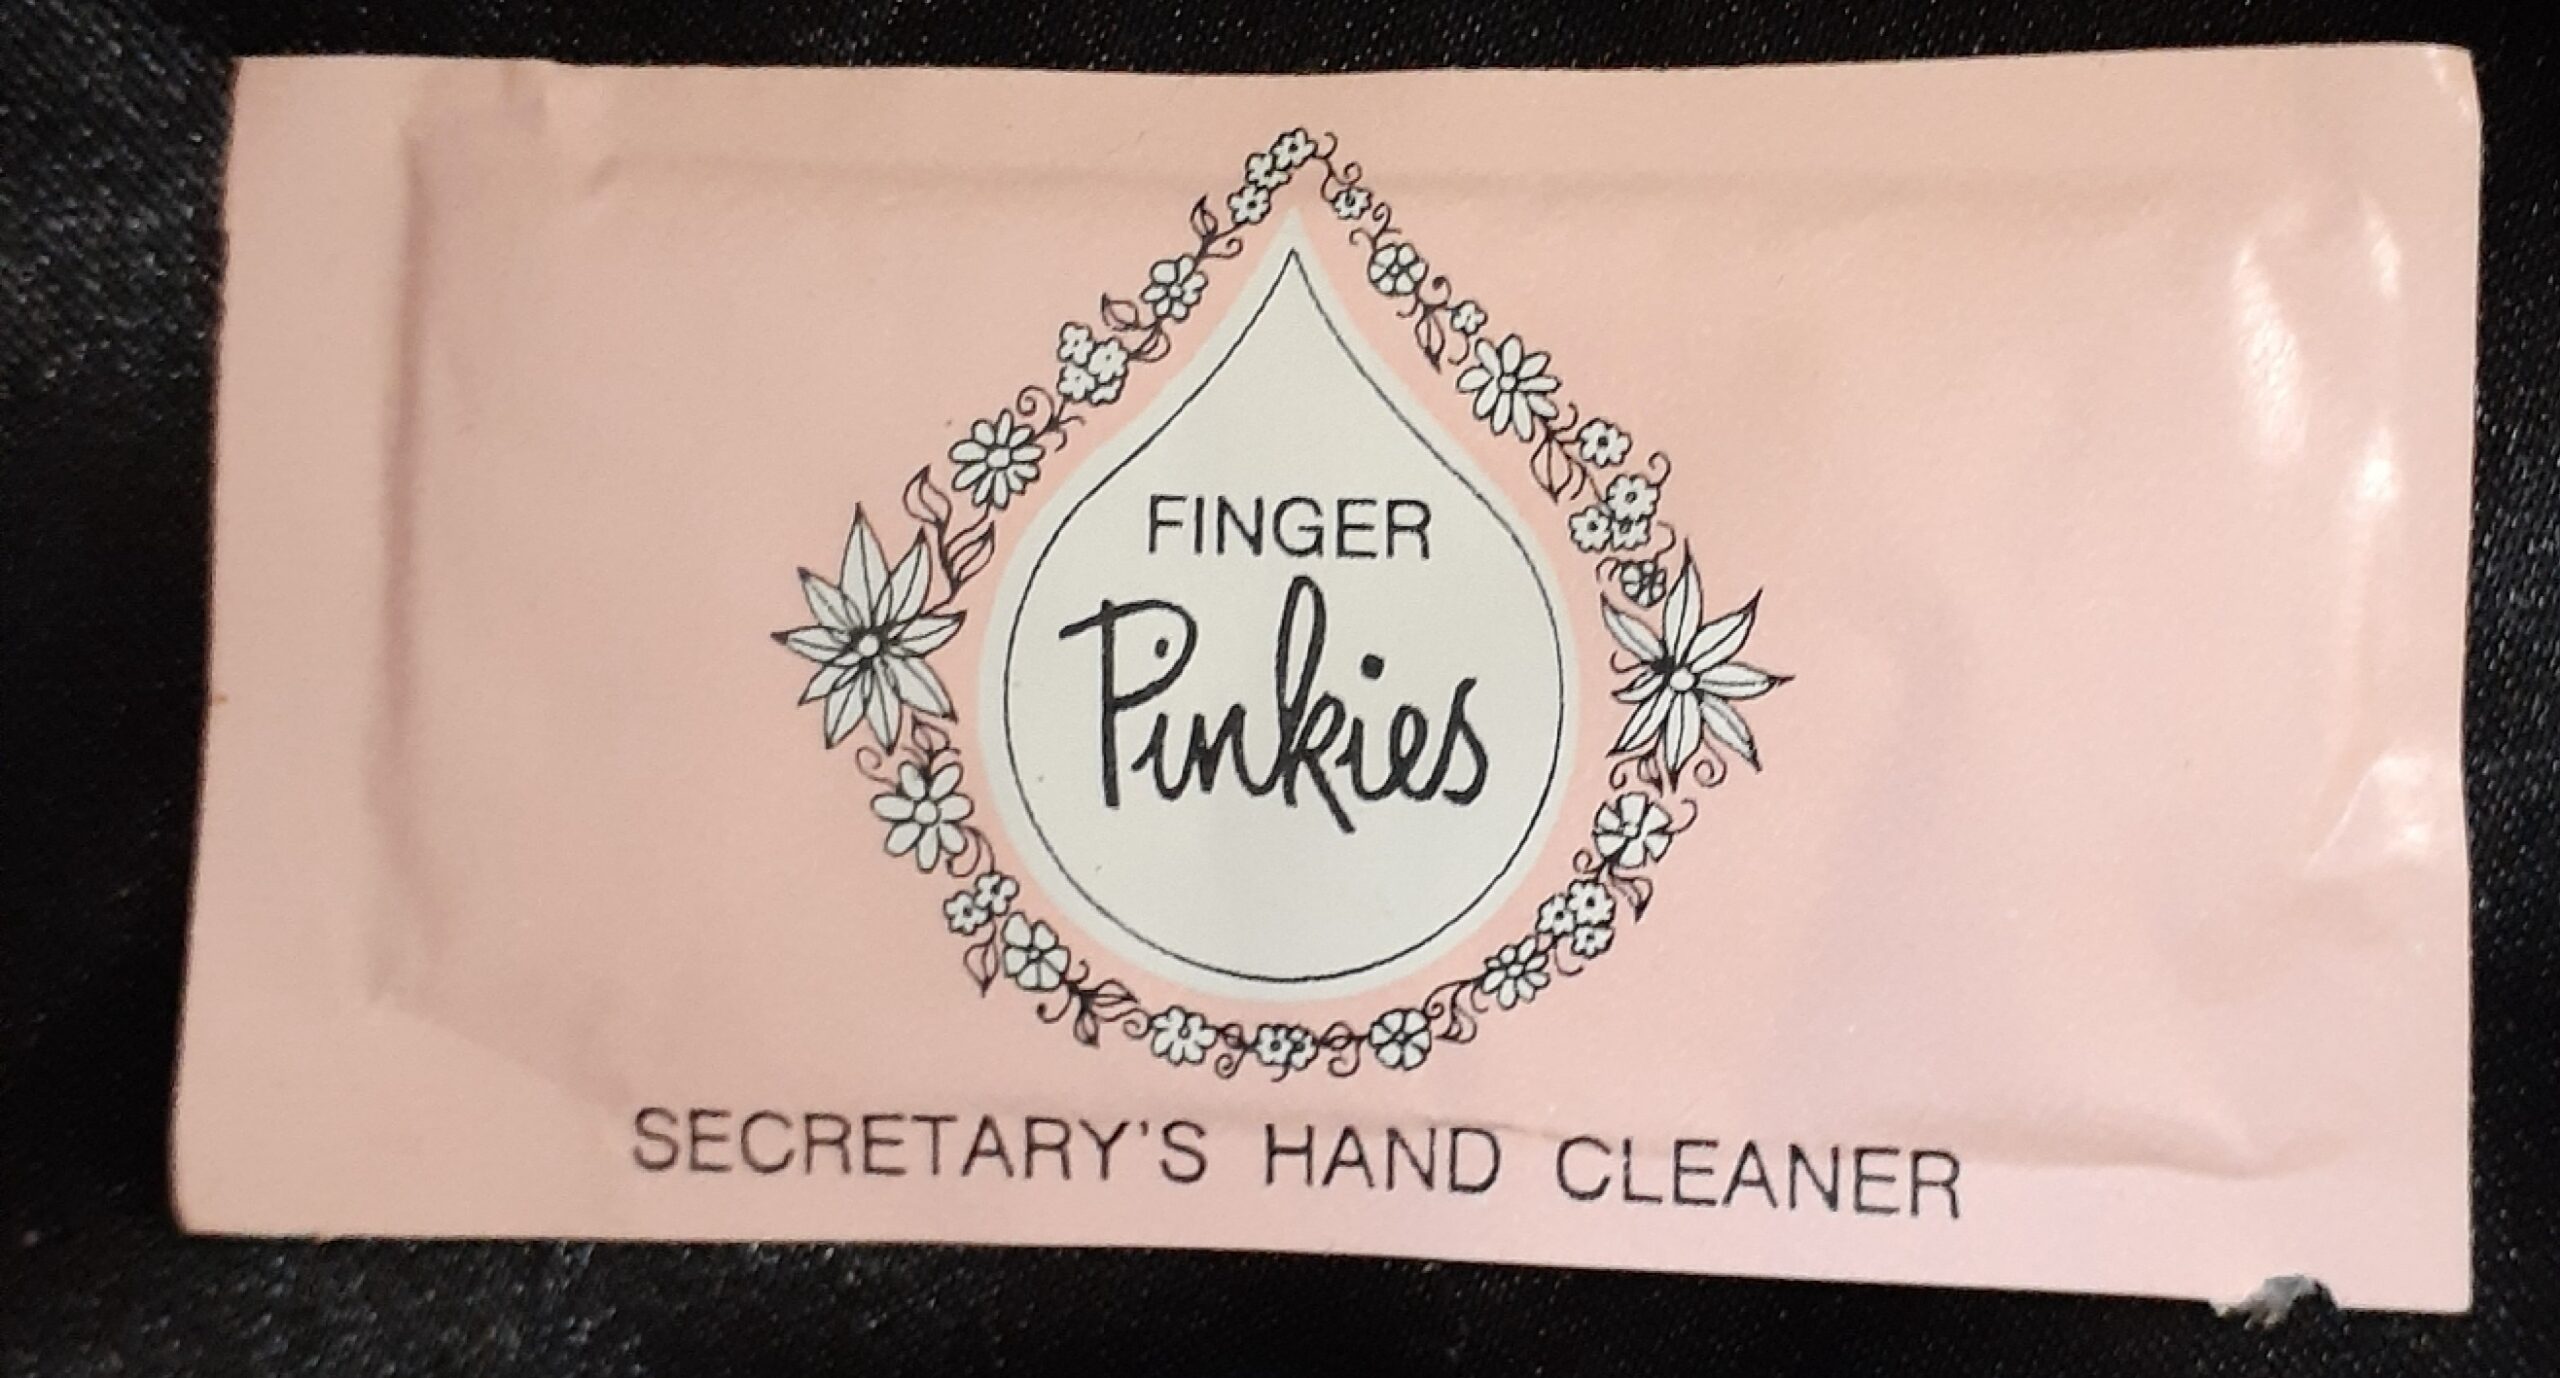 FINGER
Pinkies
SECRETARY'S HAND CLEANER